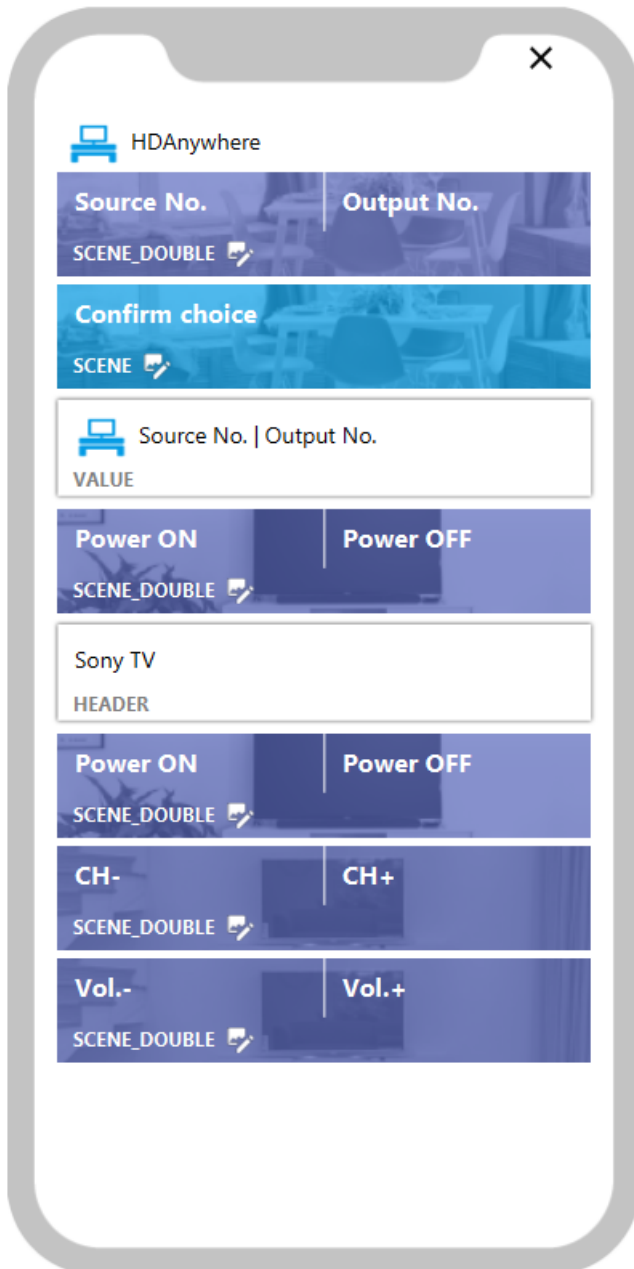 HDAnywhere
Source No. Output No.
SCENE_DOUBLE
Confirm choice
SCENE
Source No. | Output No.
VALUE
Power ON Power OFF
SCENE_DOUBLE
Sony TV
HEADER
Power ON Power OFF
SCENE_DOUBLE
CH- CH+
SCENE_DOUBLE
Vol.- Vol.+
SCENE_DOUBLE